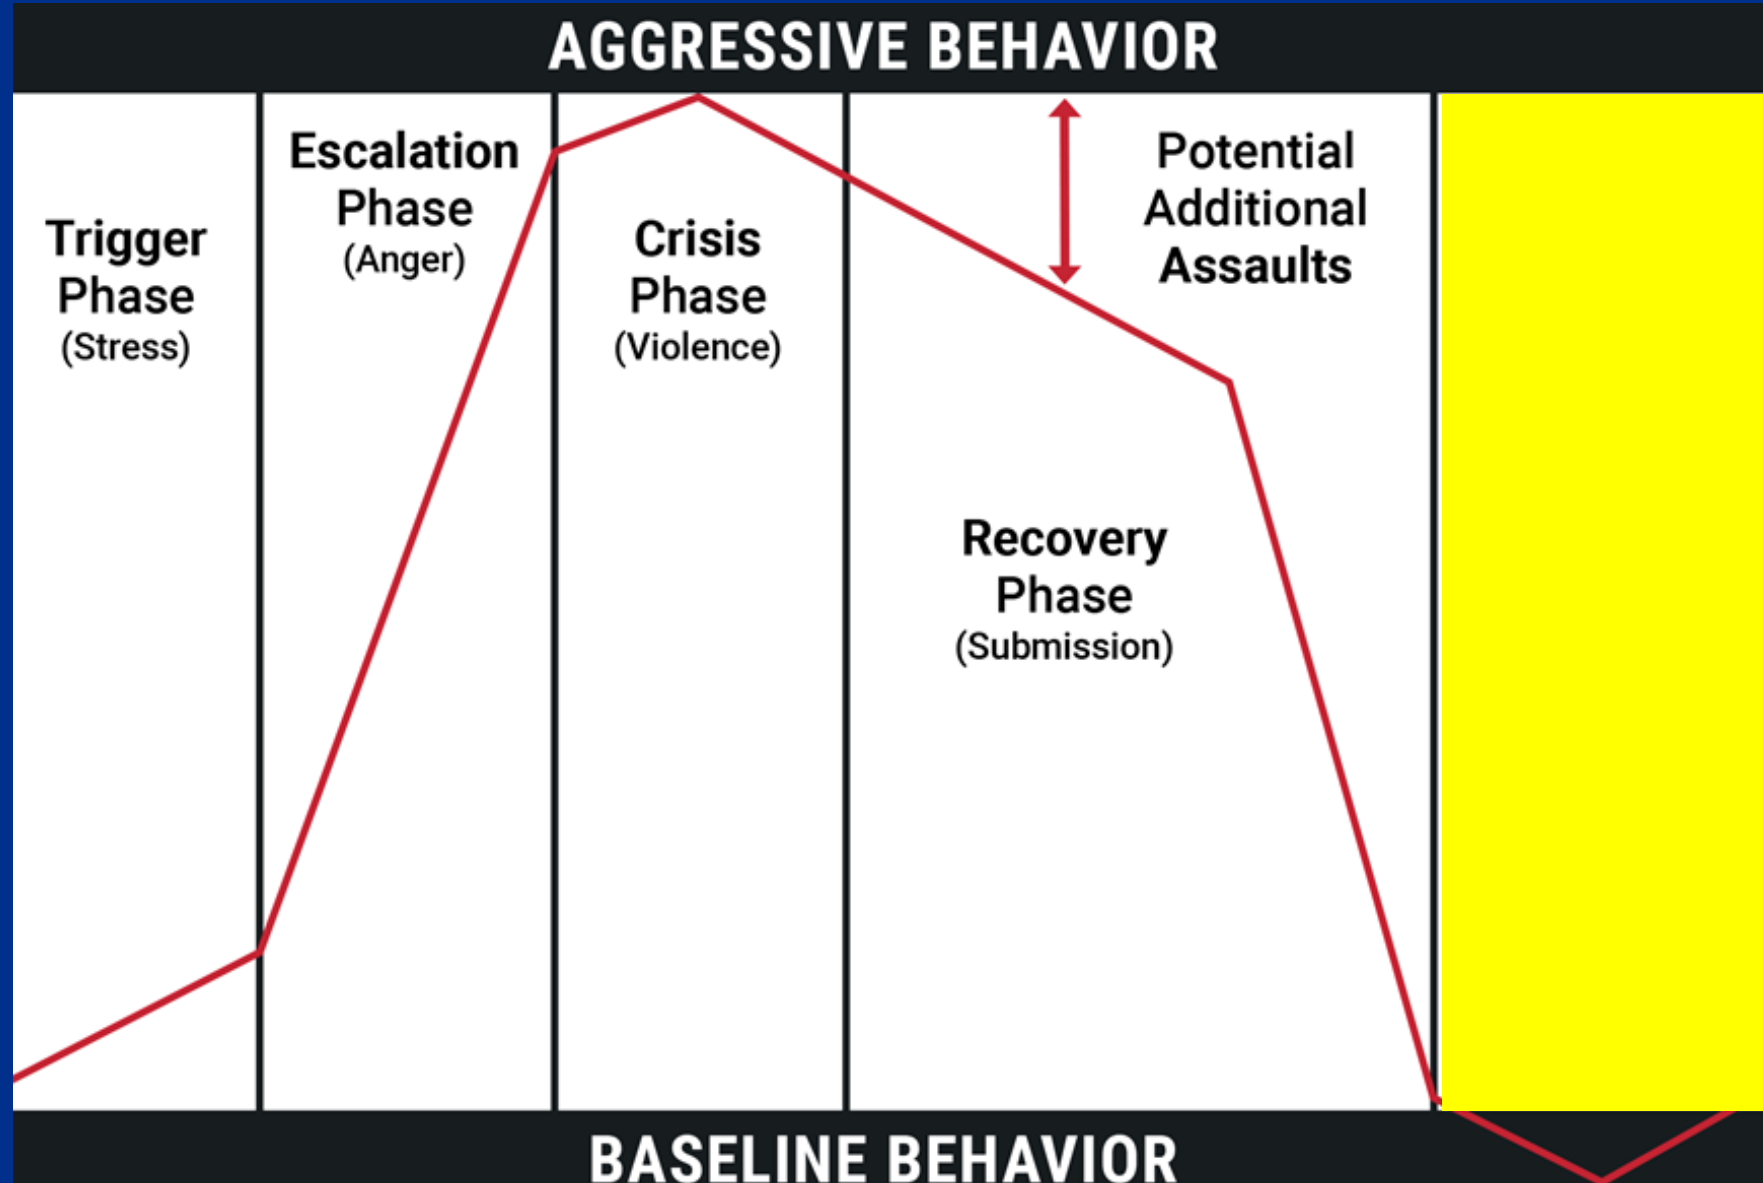 AGGRESSIVE BEHAVIOR
Trigger
Phase
(Stress)
Escalation
Phase
(Anger)
Crisis
Phase
(Violence)
Potential
Additional
Assaults
Recovery
Phase
(Submission)
BASELINE BEHAVIOR